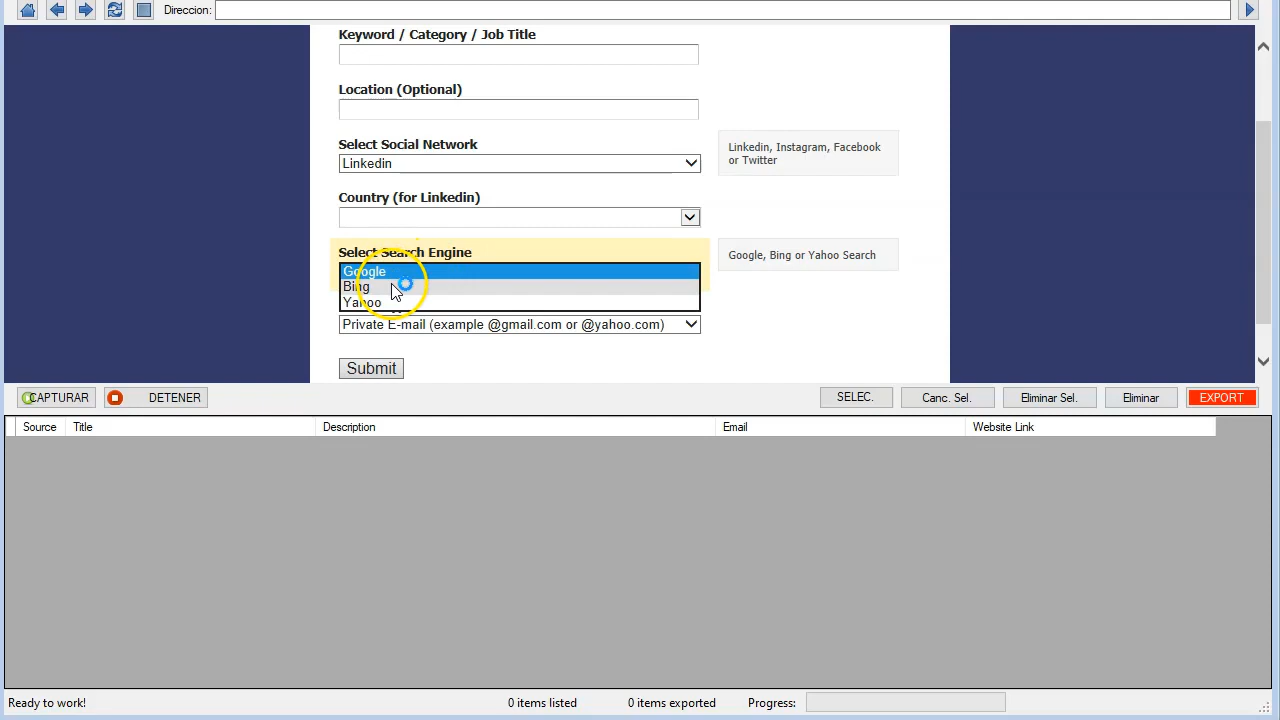 Direccion:
Keyword / Category / Job Title
Location (Optional)
Select Social Network
Linkedin
Linkedin, Instagram, Facebook
or Twitter
Country (for Linkedin)
Select Search Engine
Google, Bing or Yahoo Search
Google
Bing
Yahoo
Private E-mail (example @gmail.com or @yahoo.com)
Submit
CAPTURAR
DETENER
SELEC.
Canc. Sel.
Eliminar Sel.
Eliminar
EXPORT
Source
Title
Description
Email
Website Link
Ready to work!
0 items listed
0 items exported
Progress: